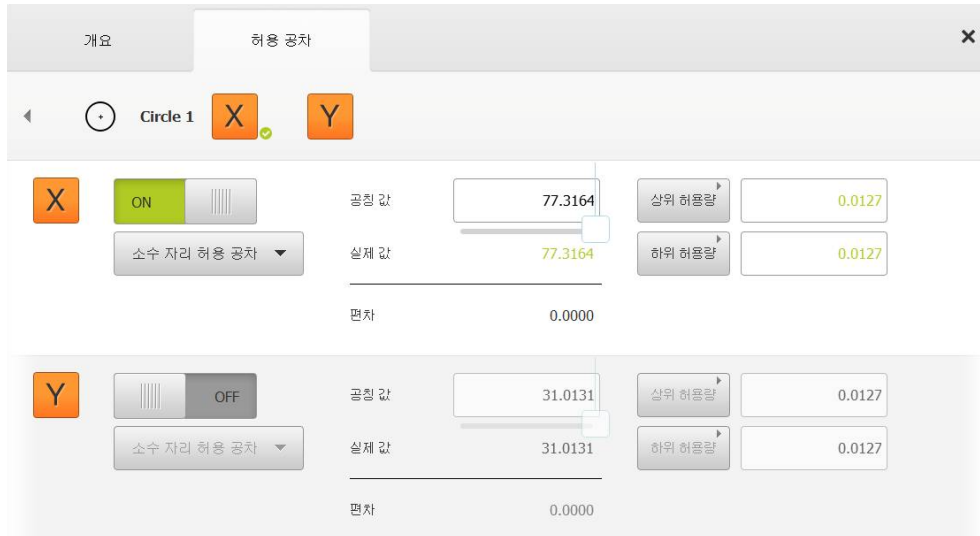 개요 허용 공차
Circle 1 X Y
X ON 공칭 값 77.3164 상위 허용량 0.0127
소수 자리 허용 공차 실제 값 77.3164 하위 허용량 0.0127
편차 0.0000
Y OFF 공칭 값 31.0131 상위 허용량 0.0127
소수 자리 허용 공차 실제 값 31.0131 하위 허용량 0.0127
편차 0.0000